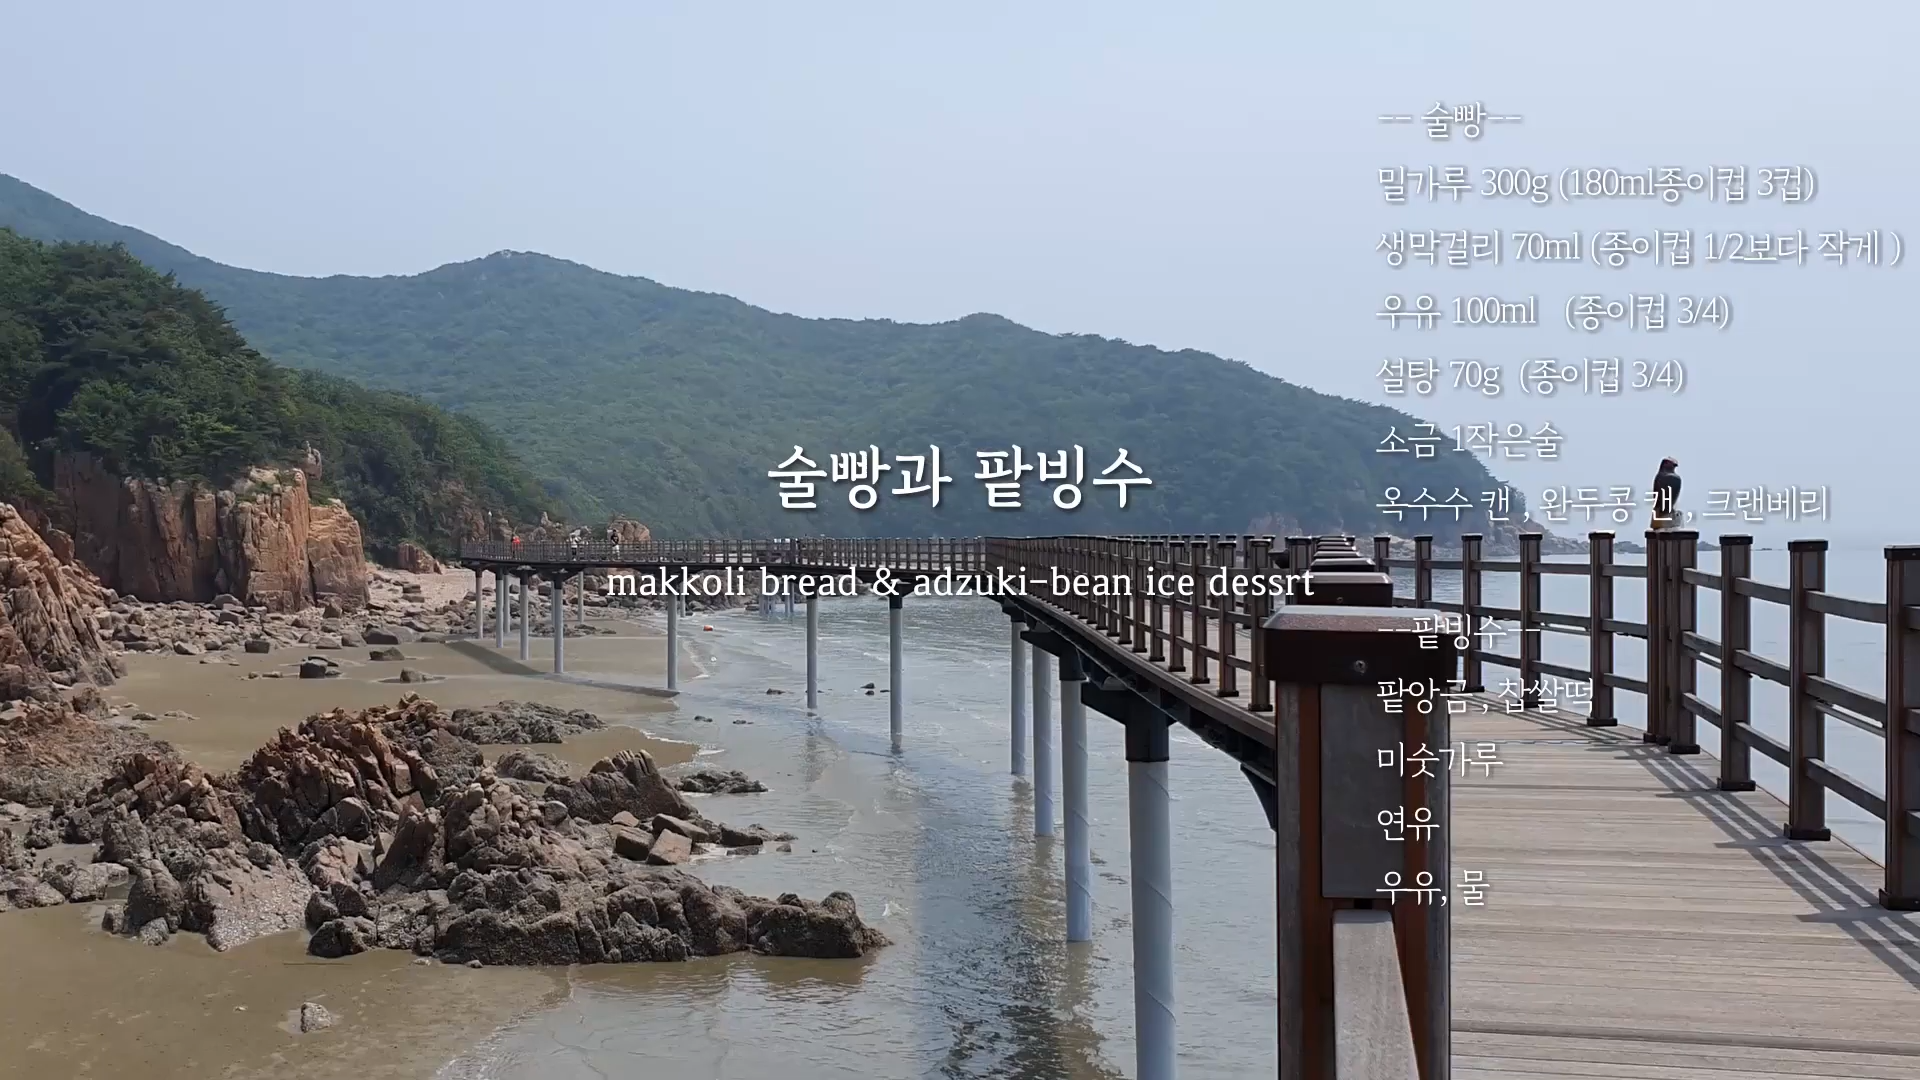 술빵과 팥빙수
makkoli bread & adzuki-bean ice dessrt
-- 술빵--
밀가루 300g (180ml종이컵 3컵)
생막걸리 70ml (종이컵 1/2보다 작게 )
우유 100ml (종이컵 3/4)
설탕 70g (종이컵 3/4)
소금 1작은술
옥수수 캔 , 완두콩 캔 , 크랜베리
--팥빙수--
팥앙금 , 찹쌀떡
미숫가루
연유
우유, 물